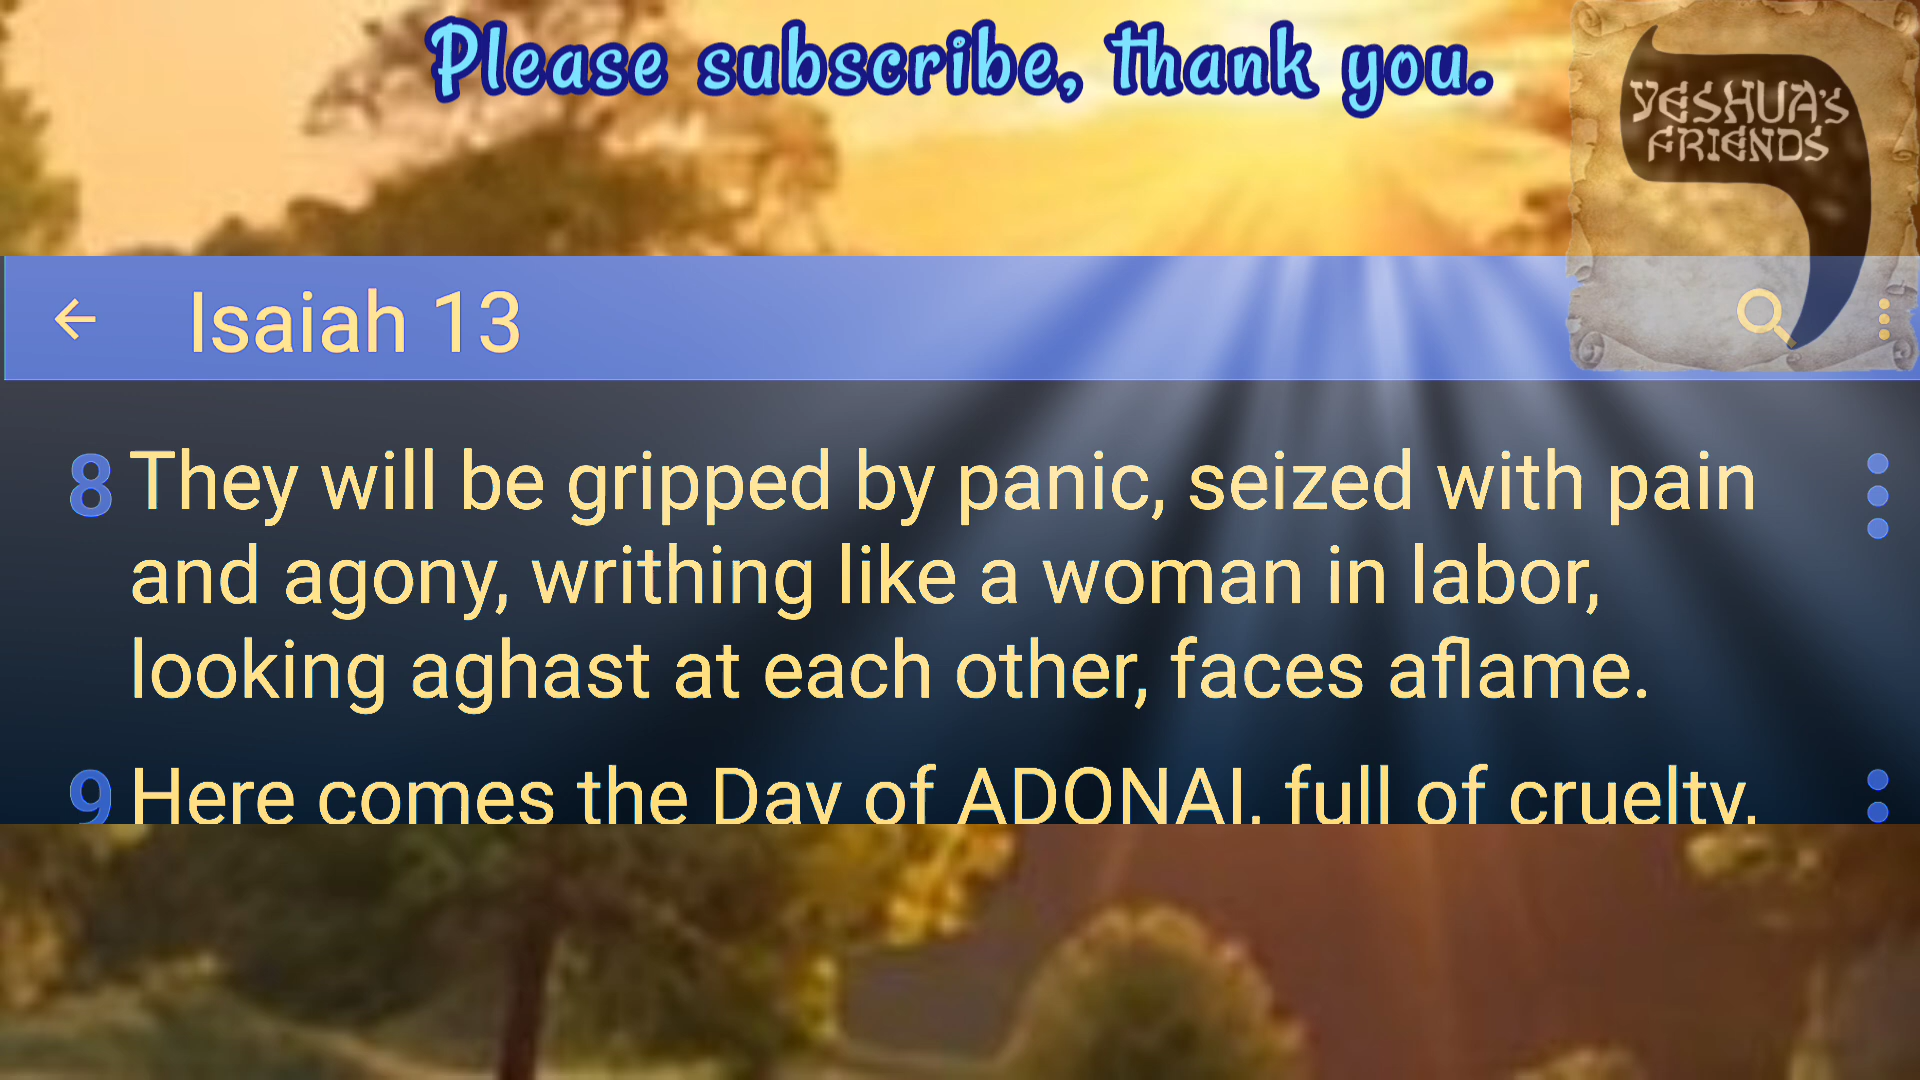 Please subscribe, thank you.
YESHUA'S
FRIENDS
Isaiah 13
8 They will be gripped by panic, seized with pain
and agony, writhing like a woman in labor,
looking aghast at each other, faces aflame.
9 Here comes the Day of ADONAI, full of cruelty,